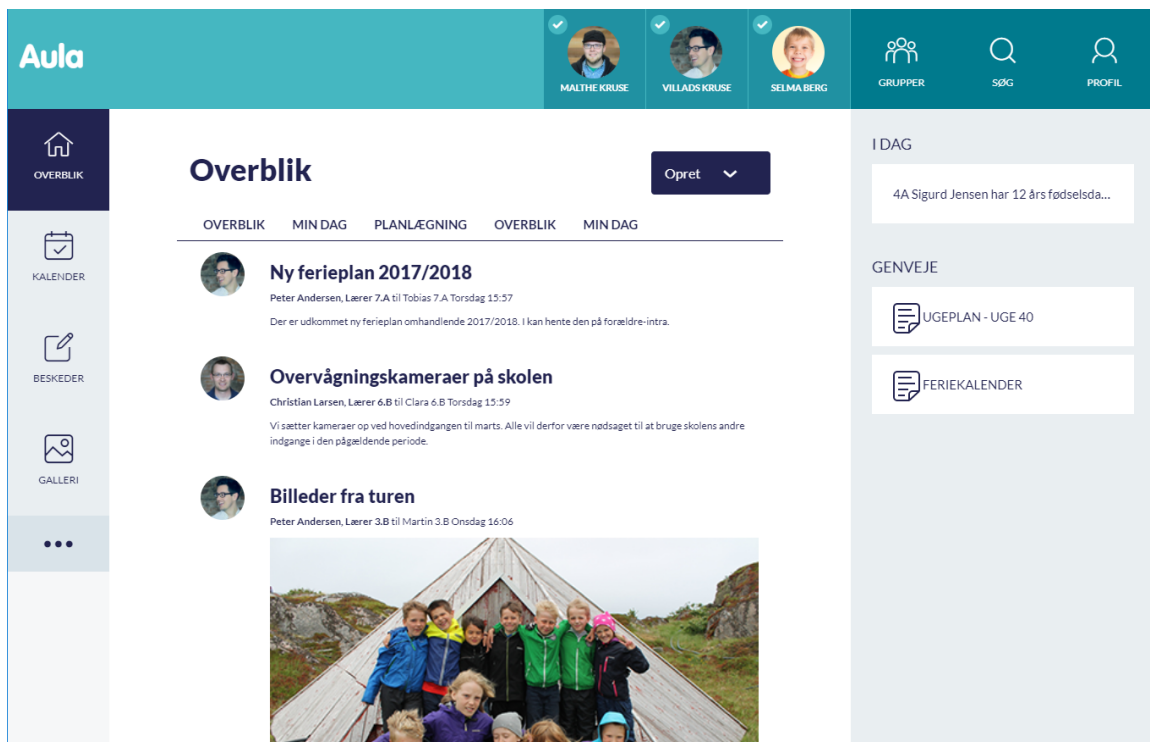 Aula
MALTHE KRUSE
VILLADS KRUSE
SELMA BERG
GRUPPER
SØG
PROFIL
OVERBLIK
KALENDER
BESKEDER
GALLERI
Overblik
Opret
OVERBLIK MIN DAG PLANLÆGNING OVERBLIK MIN DAG
Ny ferieplan 2017/2018
Peter Andersen, Lærer 7.A til Tobias 7.A Torsdag 15:57
Der er udkommet ny ferieplan omhandlende 2017/2018. I kan hente den på forældre-intra.
Overvågningskameraer på skolen
Christian Larsen, Lærer 6.B til Clara 6.B Torsdag 15:59
Vi sætter kameraer op ved hovedindgangen til marts. Alle vil derfor være nødsaget til at bruge skolens andre
indgange i den pågældende periode.
Billeder fra turen
Peter Andersen, Lærer 3.B til Martin 3.B Onsdag 16:06
I DAG
4A Sigurd Jensen har 12 års fødselsda...
GENVEJE
UGEPLAN - UGE 40
FERIEKALENDER